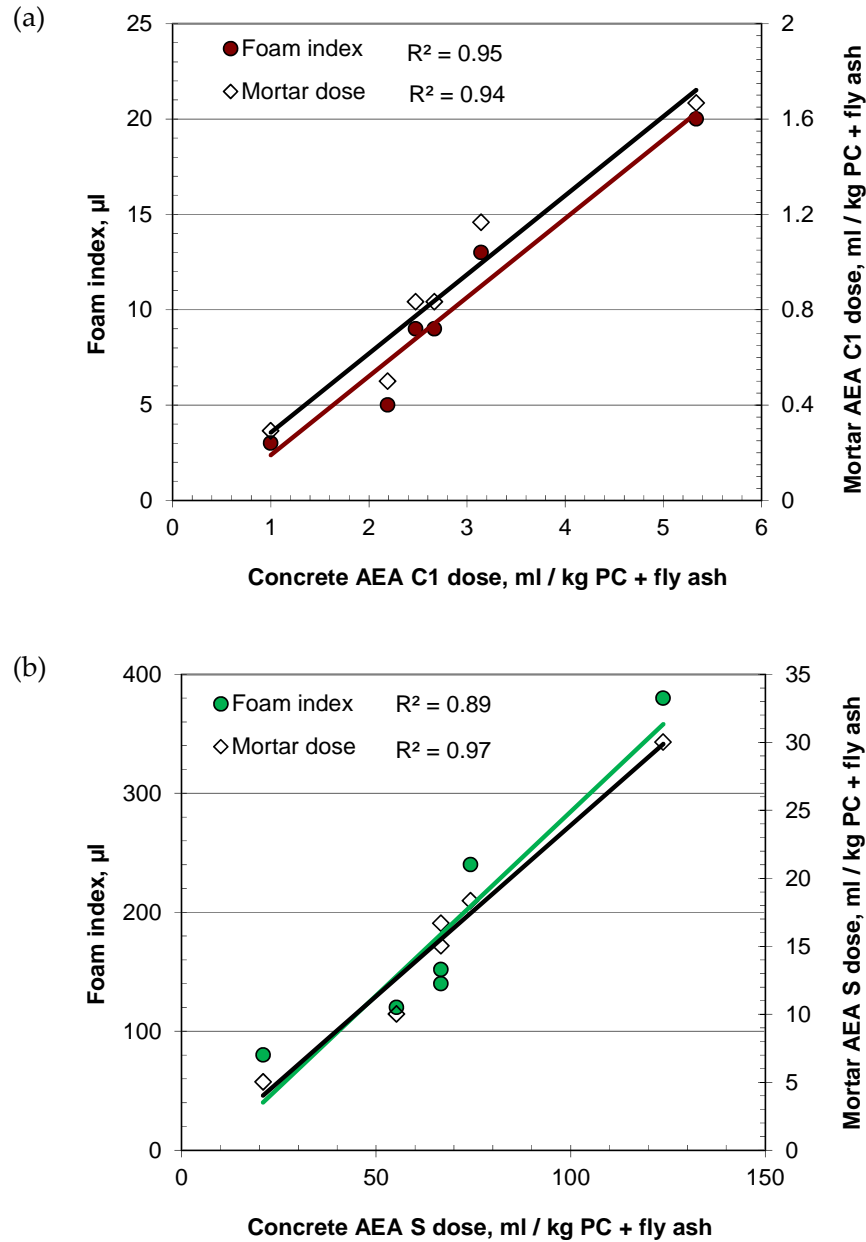 (a)
25
20
15
10
5
0
Foam index, µl
Foam index
R² = 0.95
Mortar dose
R² = 0.94
2
1.6
1.2
0.8
0.4
0
Mortar AEA C1 dose, ml / kg PC + fly ash
0 1 2 3 4 5 6
Concrete AEA C1 dose, ml / kg PC + fly ash
(b)
400
300
200
100
0
Foam index, µl
Foam index
R² = 0.89
Mortar dose
R² = 0.97
35
30
25
20
15
10
5
0
Mortar AEA S dose, ml / kg PC + fly ash
0 50 100 150
Concrete AEA S dose, ml / kg PC + fly ash